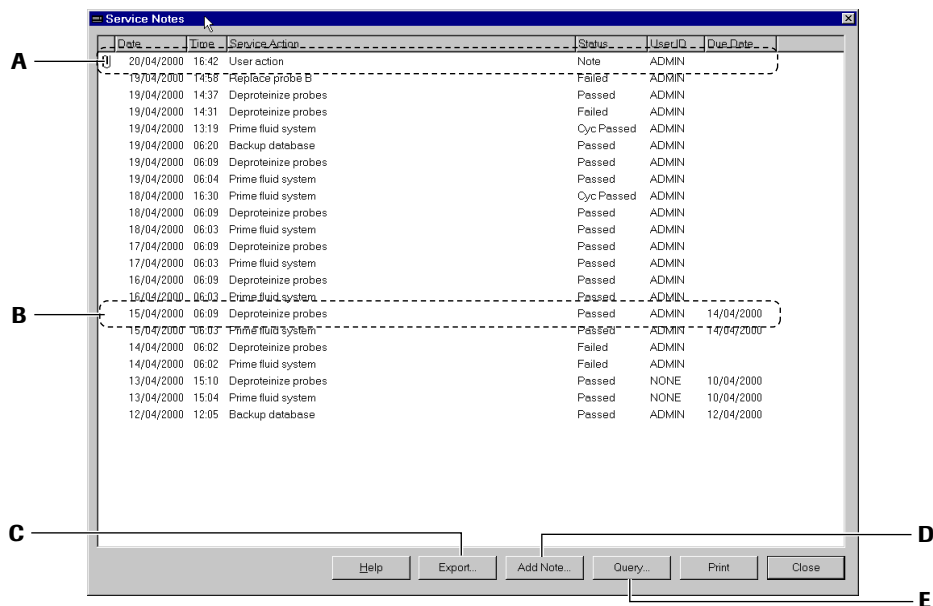 Service Notes
Date Time Service Action Status UserID Due Date
A
20/04/2000 16:42 User action Note ADMIN
19/04/2000 14:58 Replace probe B Failed ADMIN
19/04/2000 14:37 Deproteinize probes Passed ADMIN
19/04/2000 14:31 Deproteinize probes Failed ADMIN
19/04/2000 13:19 Prime fluid system Cyc Passed ADMIN
19/04/2000 06:20 Backup database Passed ADMIN
19/04/2000 06:09 Deproteinize probes Passed ADMIN
19/04/2000 06:04 Prime fluid system Passed ADMIN
18/04/2000 16:30 Prime fluid system Cyc Passed ADMIN
18/04/2000 06:09 Deproteinize probes Passed ADMIN
18/04/2000 06:03 Prime fluid system Passed ADMIN
17/04/2000 06:09 Deproteinize probes Passed ADMIN
17/04/2000 06:03 Prime fluid system Passed ADMIN
16/04/2000 06:09 Deproteinize probes Passed ADMIN
16/04/2000 06:03 Prime fluid system Passed ADMIN
B
15/04/2000 06:09 Deproteinize probes Passed ADMIN 14/04/2000
15/04/2000 06:03 Prime fluid system Passed ADMIN 14/04/2000
14/04/2000 06:02 Deproteinize probes Failed ADMIN
14/04/2000 06:02 Prime fluid system Failed ADMIN
13/04/2000 15:10 Deproteinize probes Passed NONE 10/04/2000
13/04/2000 15:04 Prime fluid system Passed NONE 10/04/2000
12/04/2000 12:05 Backup database Passed ADMIN 12/04/2000
C
D
Help Export... Add Note... Query... Print Close
E